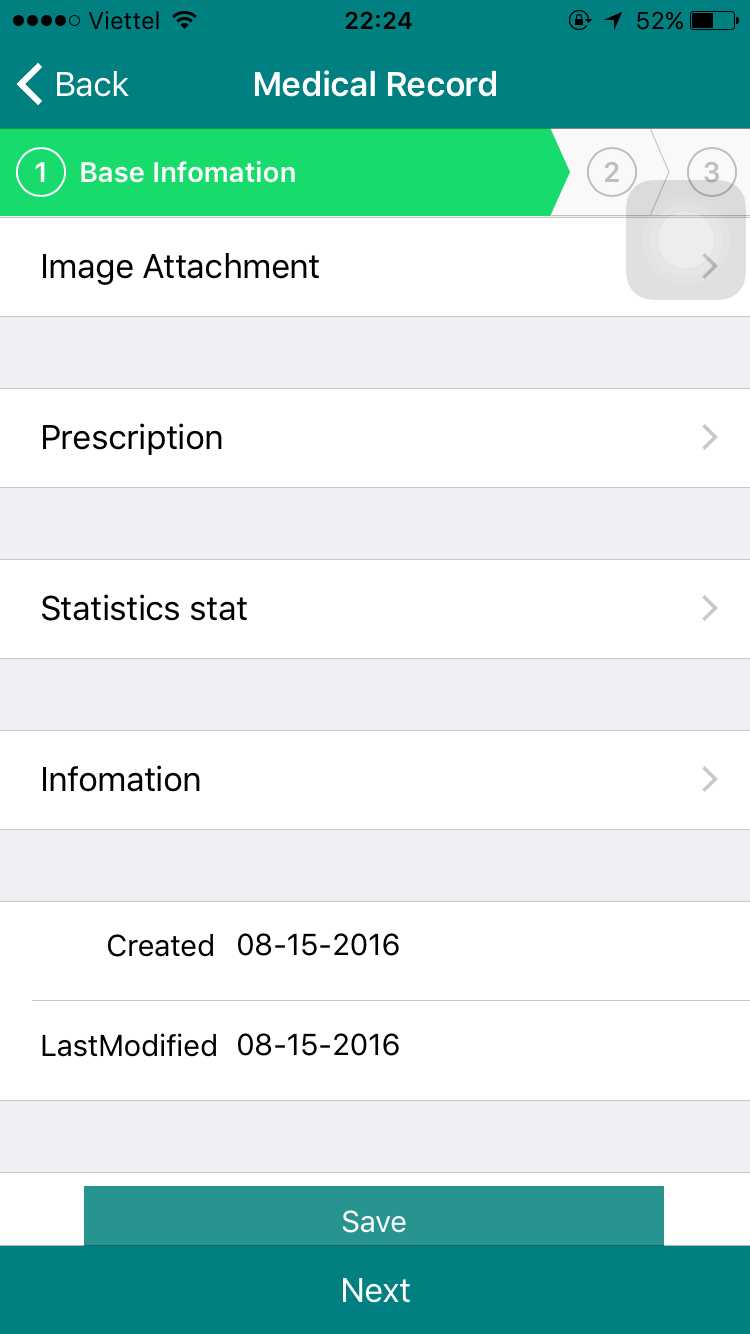 Viettel 22:24 52%
Back Medical Record
1 Base Infomation 2 3
Image Attachment
Prescription
Statistics stat
Infomation
Created 08-15-2016
LastModified 08-15-2016
Save
Next